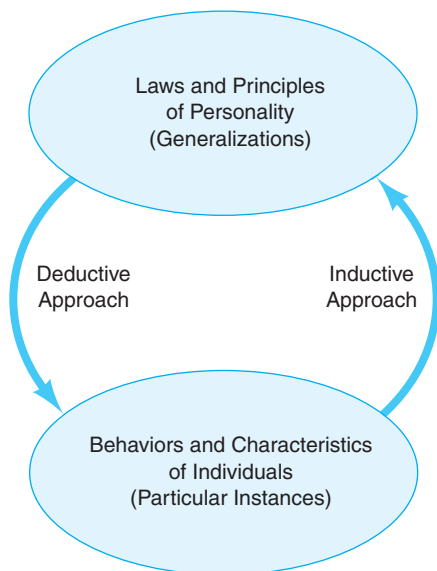 Laws and Principles
of Personality
(Generalizations)
Deductive
Approach
Inductive
Approach
Behaviors and Characteristics
of Individuals
(Particular Instances)